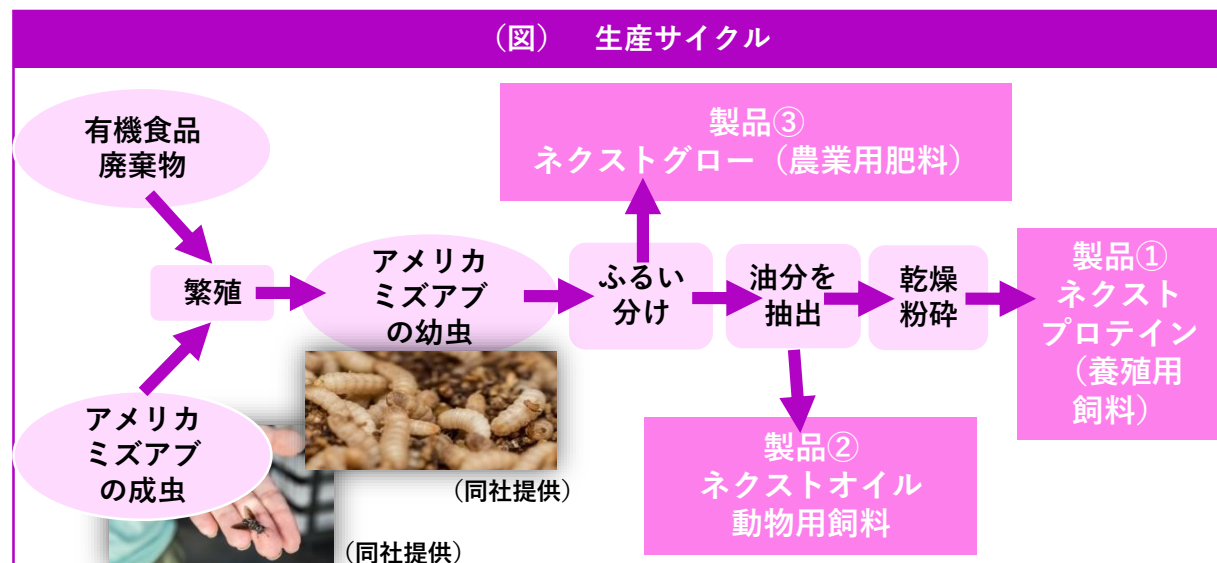 （図）　生産サイクル
有機食品
廃棄物
製品③
ネクストグロー（農業用肥料）
繁殖
アメリカ
ミズアブ
の幼虫
ふるい
分け
油分を
抽出
乾燥
粉砕
製品①
ネクスト
プロテイン
（養殖用
飼料）
アメリカ
ミズアブ
の成虫
（同社提供）
製品②
ネクストオイル
動物用飼料
（同社提供）